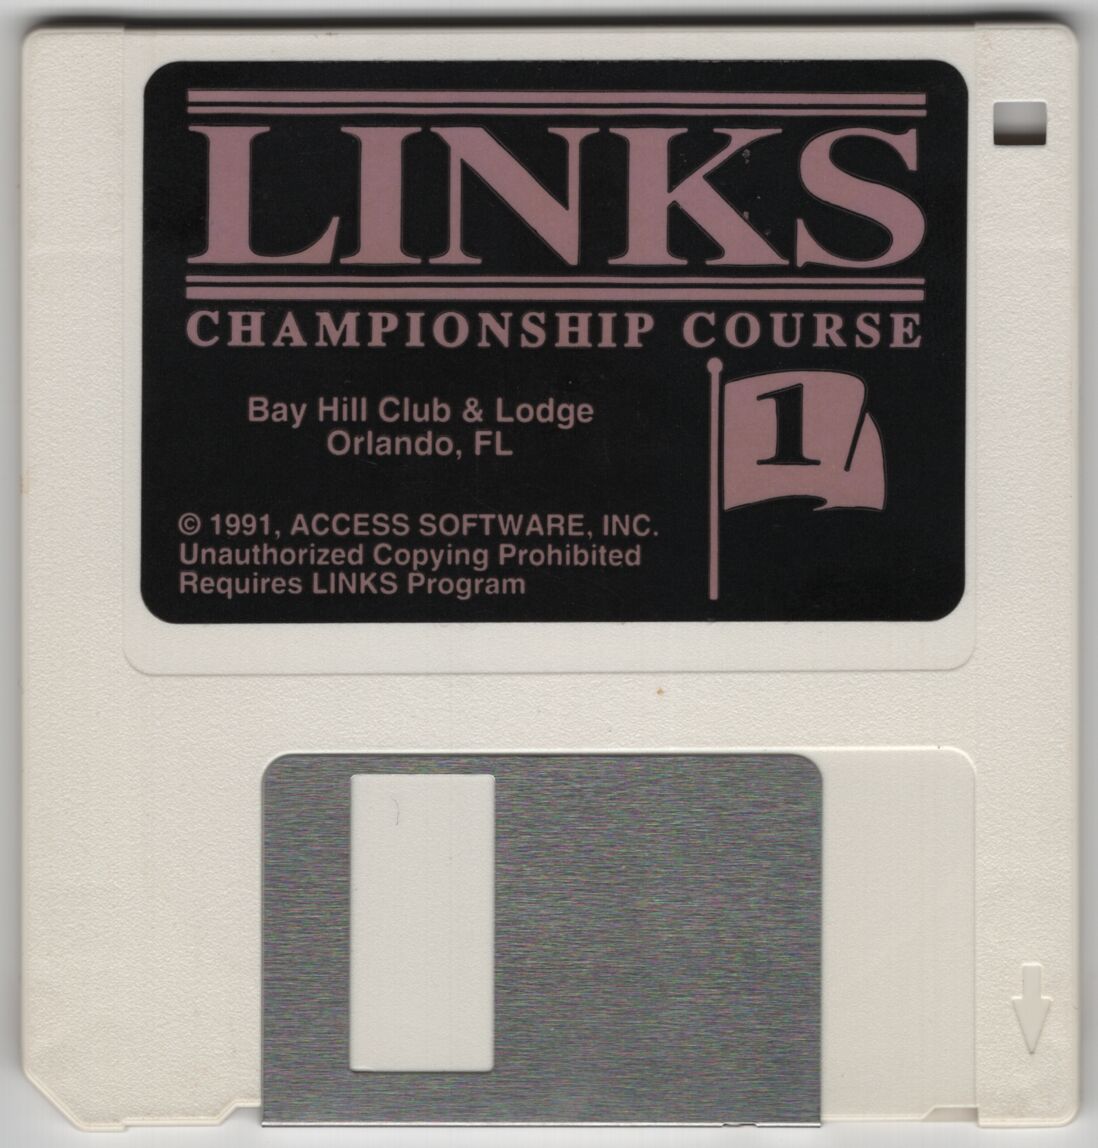 LINKS
CHAMPIONSHIP COURSE
1
Bay Hill Club & Lodge
Orlando, FL
© 1991, ACCESS SOFTWARE, INC.
Unauthorized Copying Prohibited
Requires LINKS Program